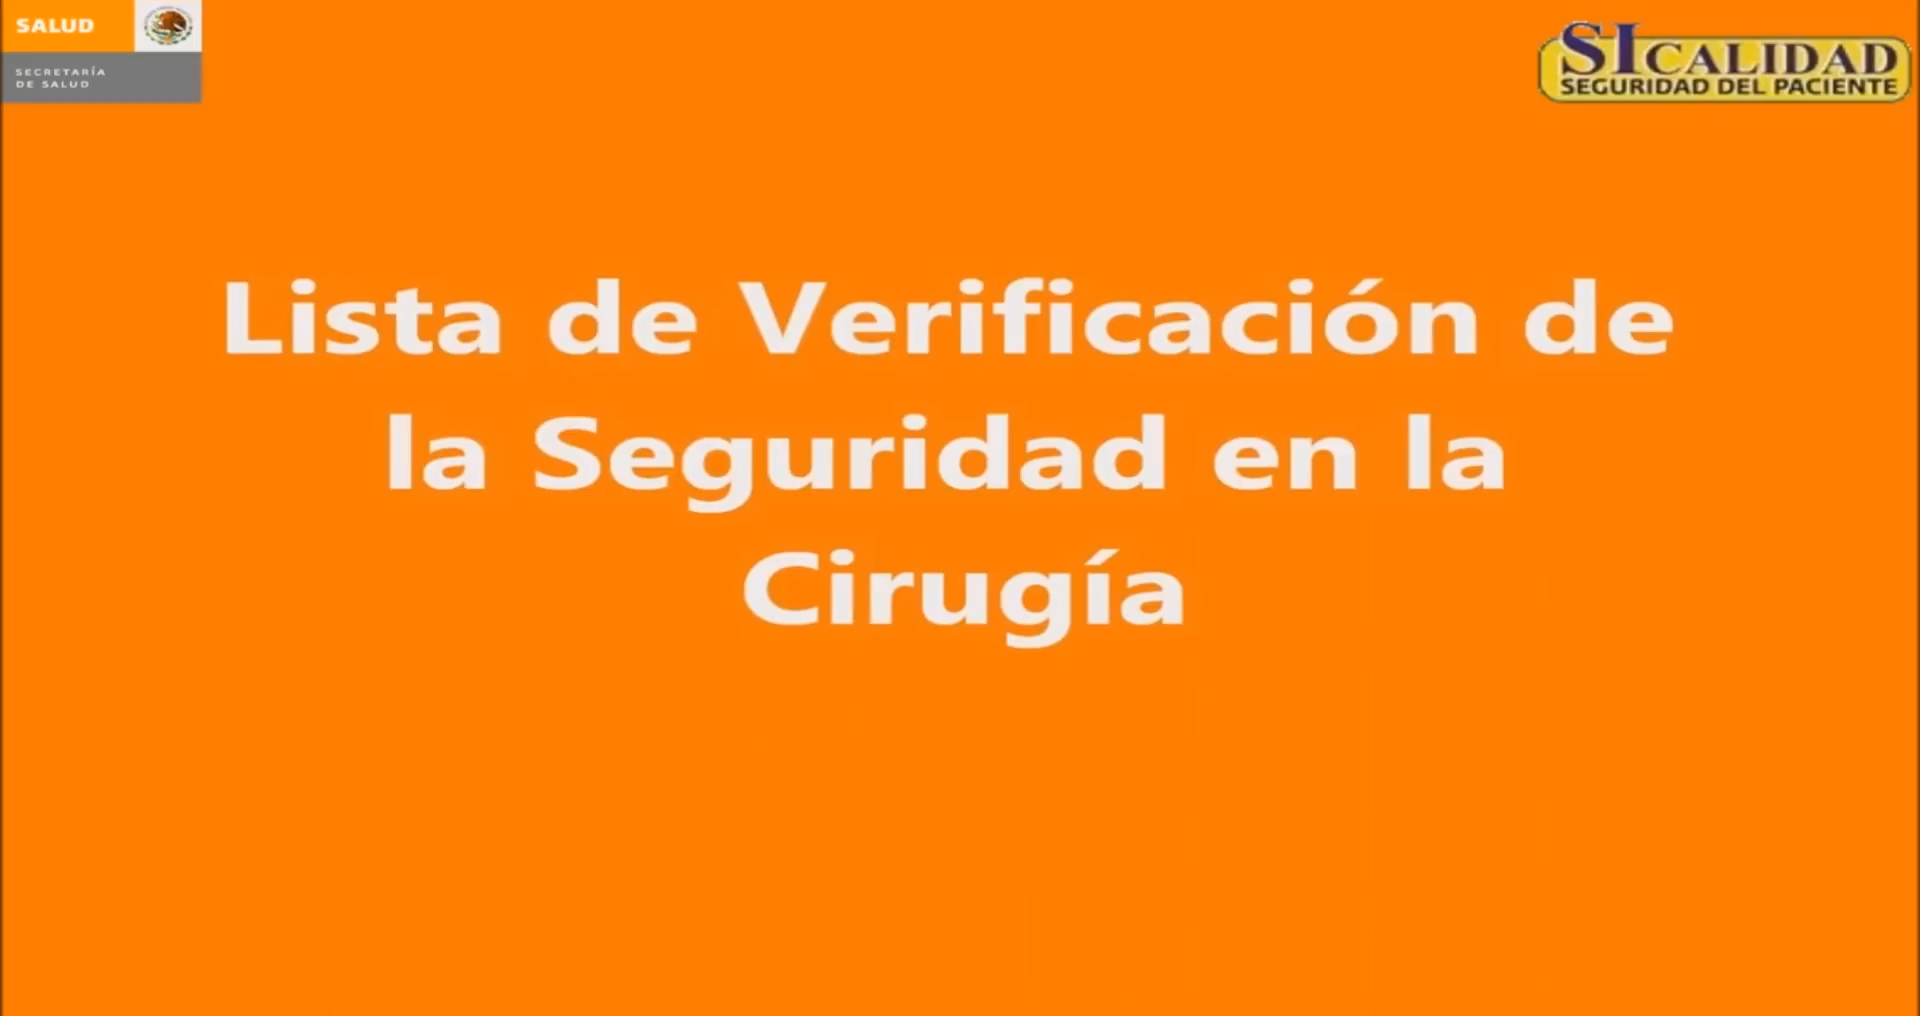 SALUD
SECRETARÍA
DE SALUD
SICALIDAD
SEGURIDAD DEL PACIENTE
Lista de Verificación de
la Seguridad en la
Cirugía